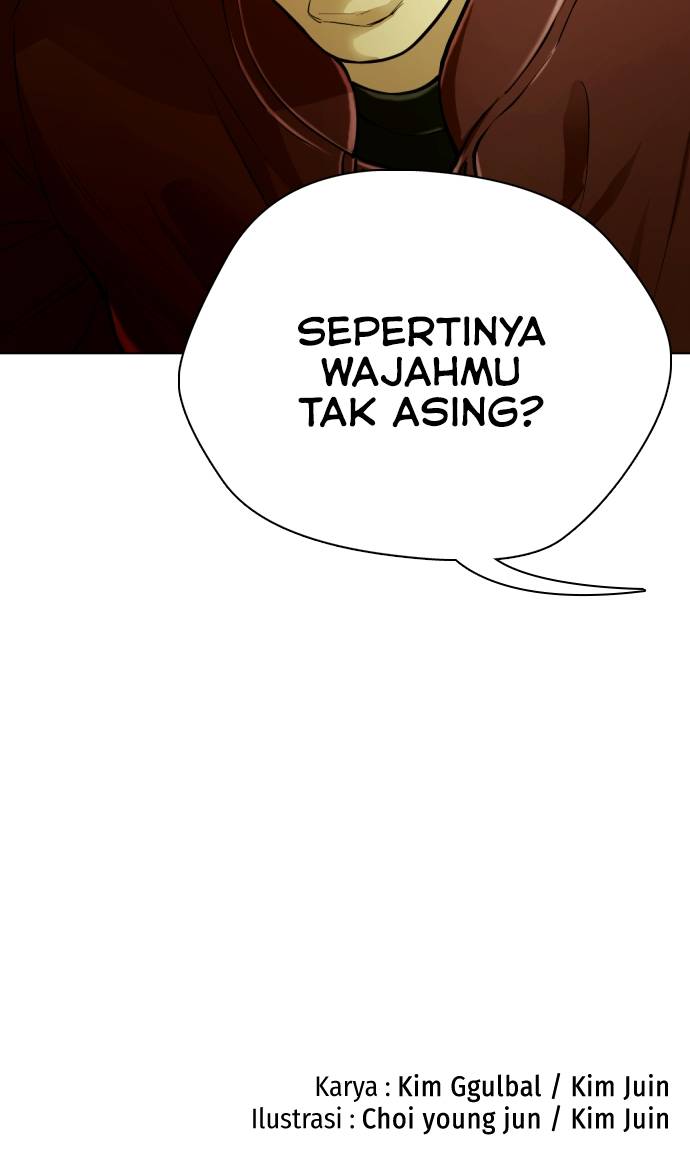 SEPERTINYA
WAJAHMU
TAK ASING?
Karya : Kim Ggulbal / Kim Juin
Ilustrasi : Choi young jun / Kim Juin